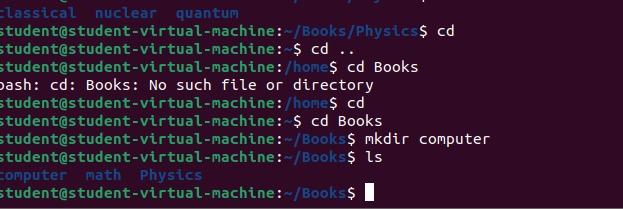 classical nuclear quantum
student@student-virtual-machine:~/Books/Physics$ cd
student@student-virtual-machine:~$ cd ..
student@student-virtual-machine:/home$ cd Books
bash: cd: Books: No such file or directory
student@student-virtual-machine:/home$ cd
student@student-virtual-machine:~$ cd Books
student@student-virtual-machine:~/Books$ mkdir computer
student@student-virtual-machine:~/Books$ ls
computer math Physics
student@student-virtual-machine:~/Books$